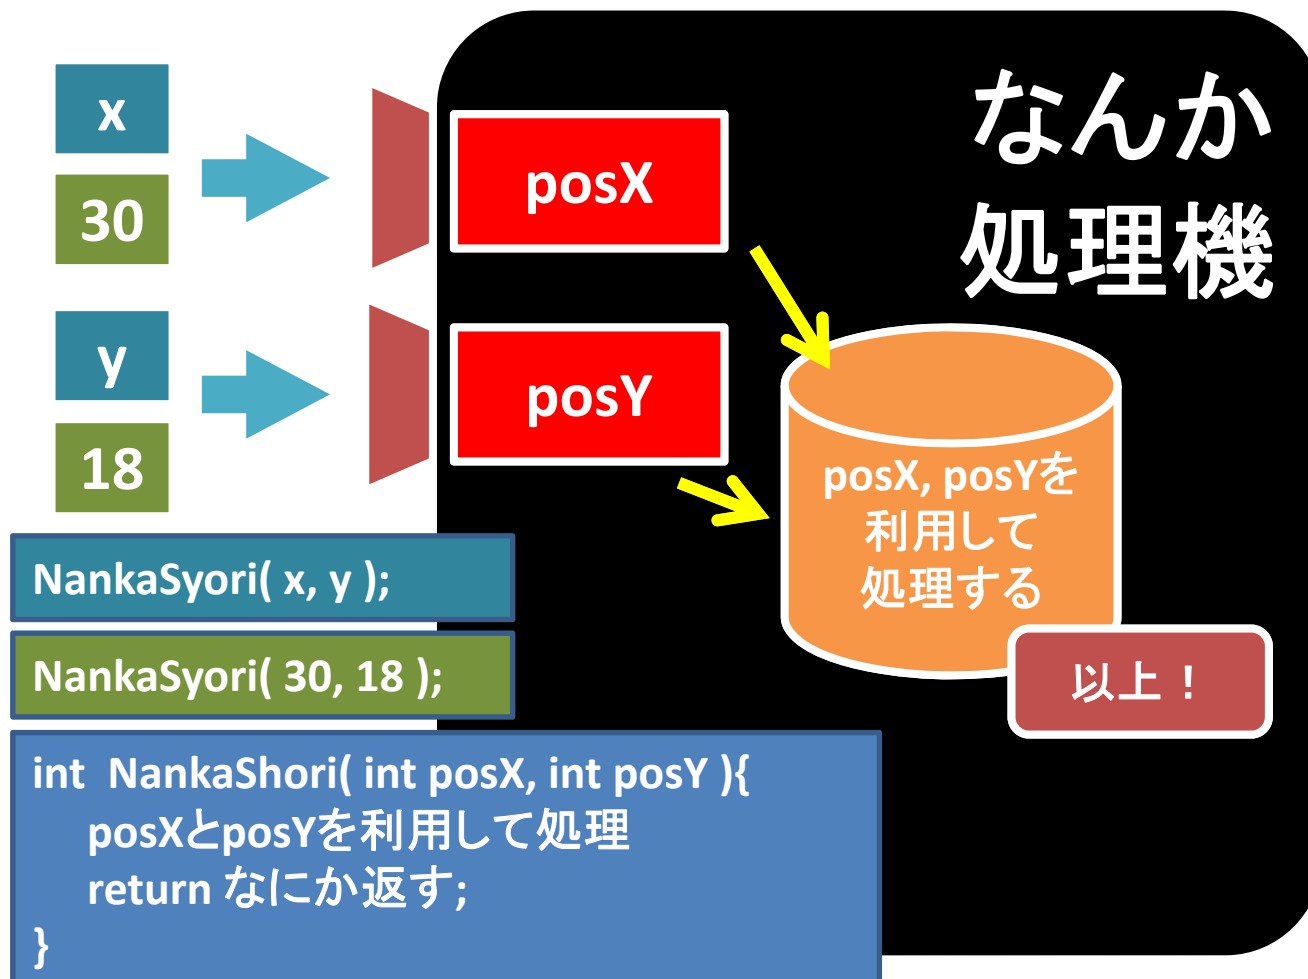 x
30
y
18
posX
posY
なんか
処理機
posX, posYを
利用して
処理する
以上！
NankaSyori( x, y );
NankaSyori( 30, 18 );
int  NankaShori( int posX, int posY ){
posXとposYを利用して処理
return なにか返す;
}